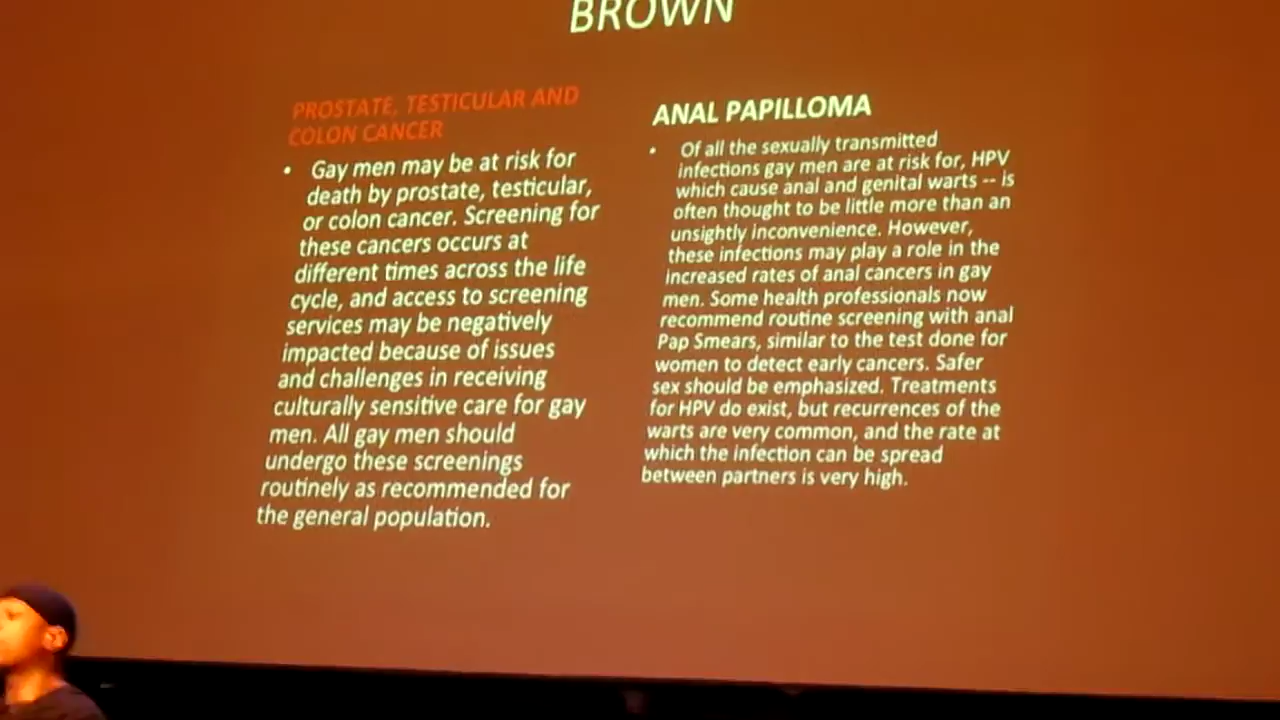 BROWN
PROSTATE, TESTICULAR AND
COLON CANCER
• Gay men may be at risk for
death by prostate, testicular,
or colon cancer. Screening for
these cancers occurs at
different times across the life
cycle, and access to screening
services may be negatively
impacted because of issues
and challenges in receiving
culturally sensitive care for gay
men. All gay men should
undergo these screenings
routinely as recommended for
the general population.
ANAL PAPILLOMA
• Of all the sexually transmitted
infections gay men are at risk for, HPV
which cause anal and genital warts -- is
often thought to be little more than an
unsightly inconvenience. However,
these infections may play a role in the
increased rates of anal cancers in gay
men. Some health professionals now
recommend routine screening with anal
Pap Smears, similar to the test done for
women to detect early cancers. Safer
sex should be emphasized. Treatments
for HPV do exist, but recurrences of the
warts are very common, and the rate at
which the infection can be spread
between partners is very high.